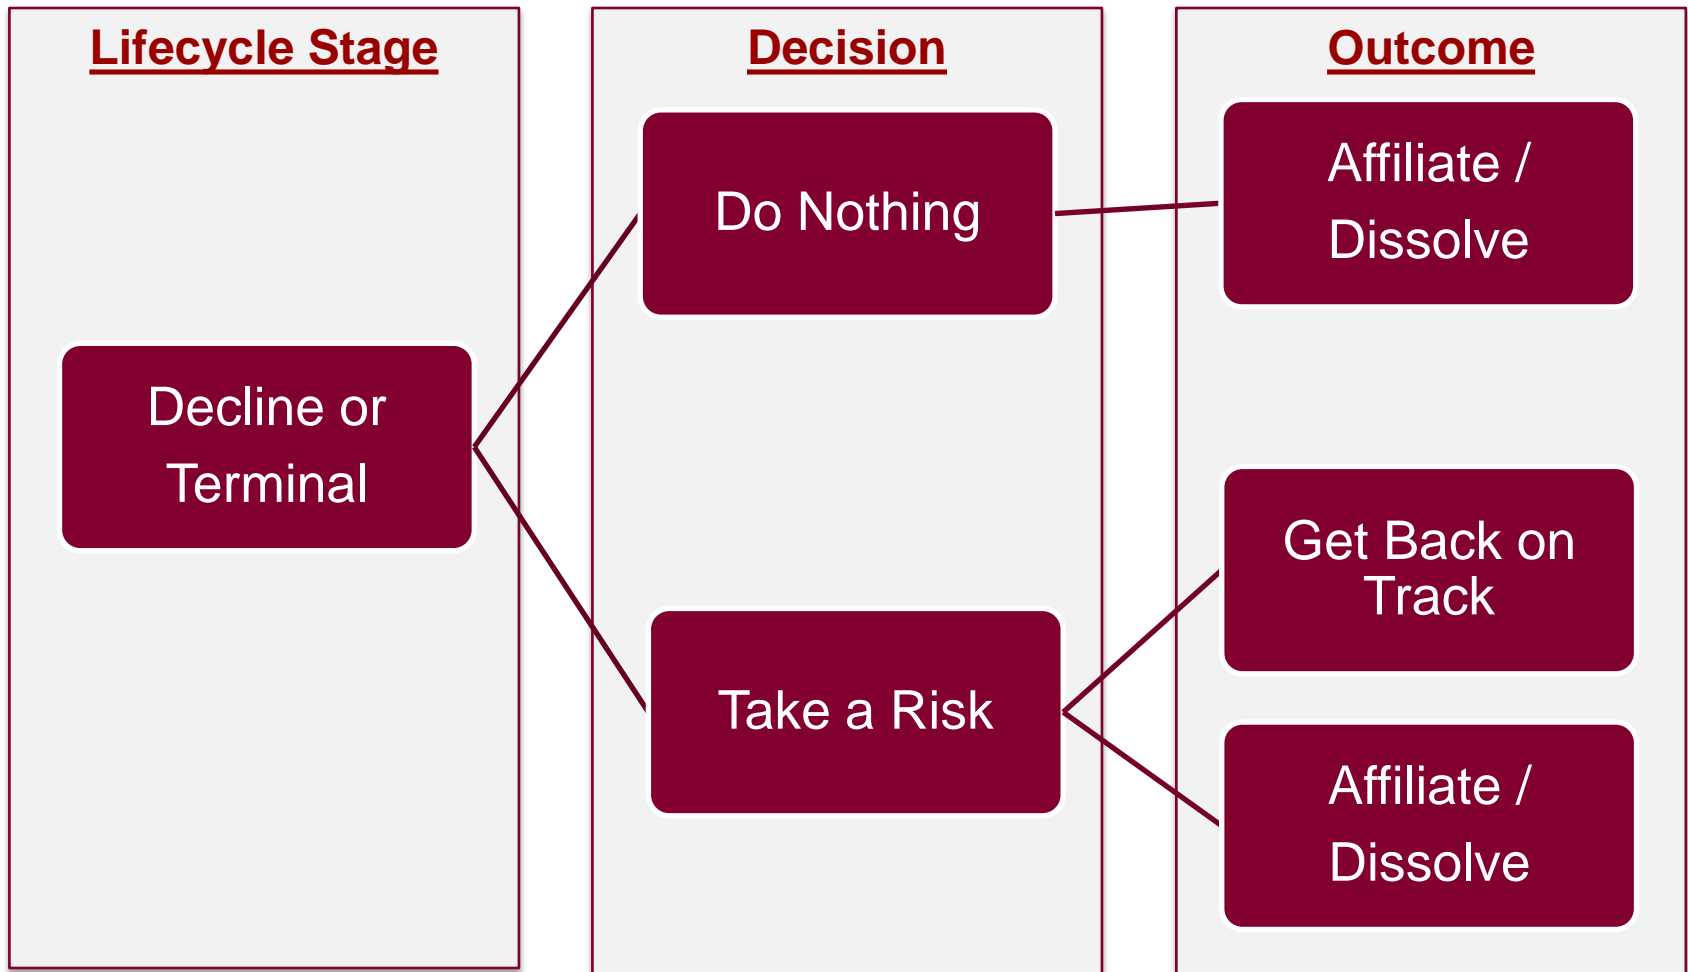 Lifecycle Stage
Decision
Outcome
Decline or
Terminal
Do Nothing
Take a Risk
Affiliate /
Dissolve
Get Back on
Track
Affiliate /
Dissolve